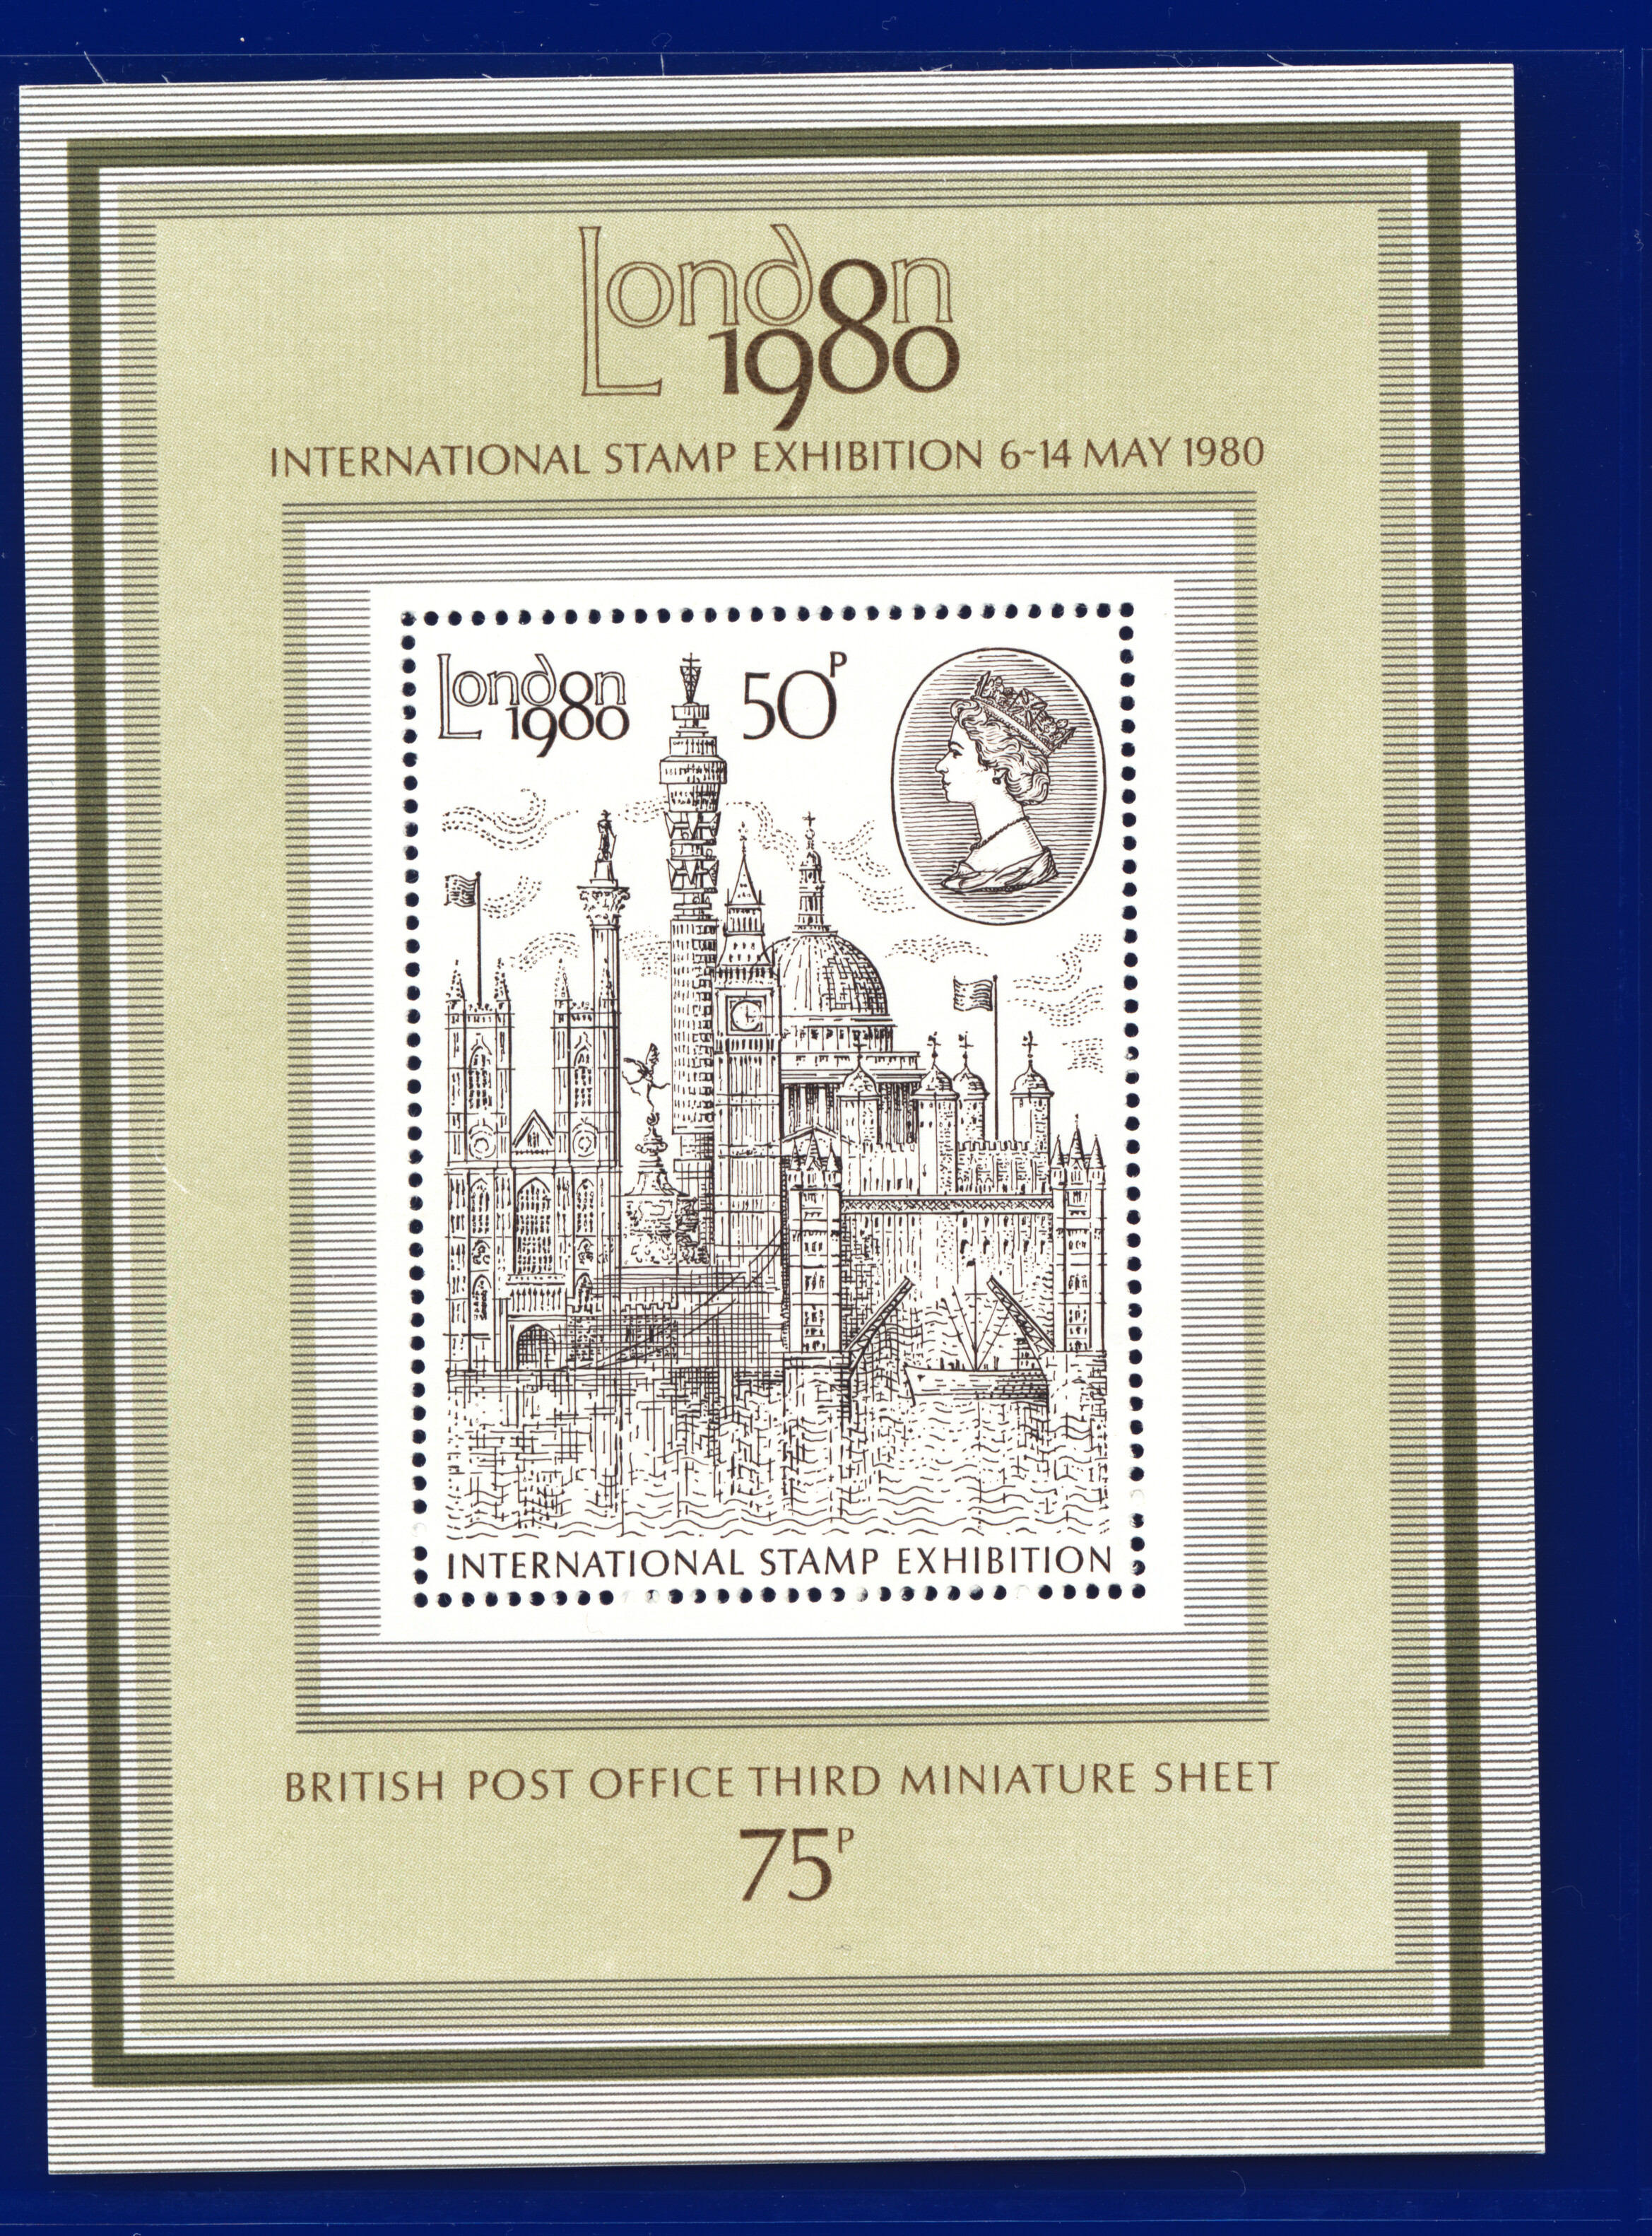 London
1980
INTERNATIONAL STAMP EXHIBITION 6~14 MAY 1980
London
1980
50P
INTERNATIONAL STAMP EXHIBITION
BRITISH POST OFFICE THIRD MINIATURE SHEET
75P